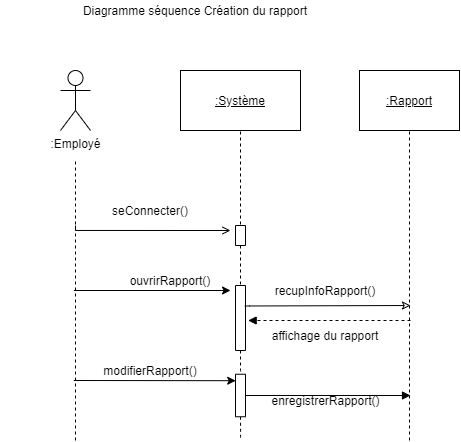 Diagramme séquence Création du rapport
:Système
:Rapport
:Employé
seConnecter()
ouvrirRapport()
recupInfoRapport()
affichage du rapport
modifierRapport()
enregistrerRapport()